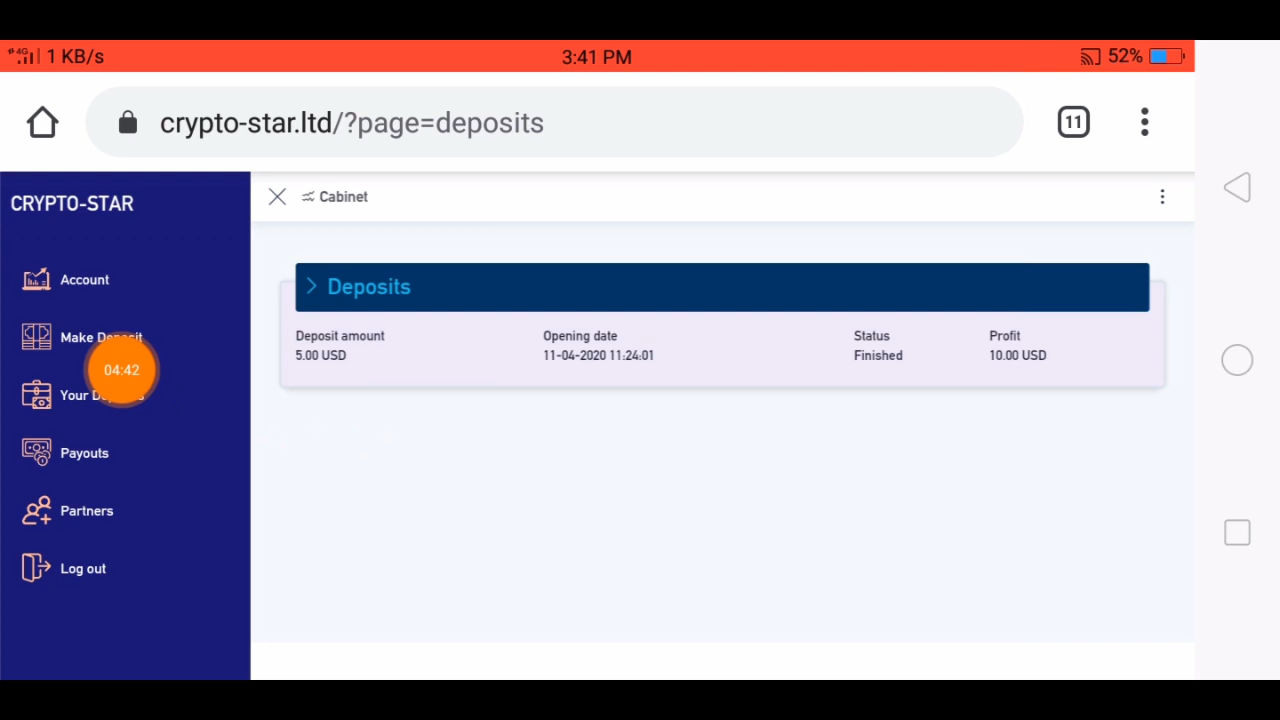 4G 1 KB/s 3:41 PM 52%
crypto-star.ltd/?page=deposits 11
CRYPTO-STAR
Cabinet
Account
Deposits
Make Deposit
Deposit amount Opening date Status Profit
5.00 USD 11-04-2020 11:24:01 Finished 10.00 USD
04:42
Your
Payouts
Partners
Log out